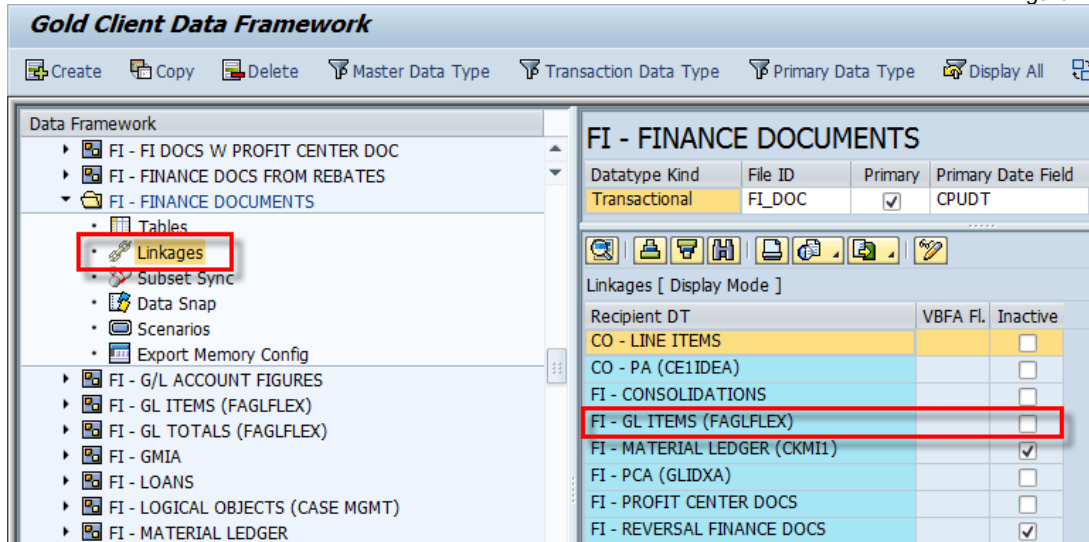 Gold Client Data Framework
Create Copy Delete Master Data Type Transaction Data Type Primary Data Type Display All
Data Framework
FI - FI DOCS W PROFIT CENTER DOC
FI - FINANCE DOCS FROM REBATES
FI - FINANCE DOCUMENTS
Tables
Linkages
Subset Sync
Data Snap
Scenarios
Export Memory Config
FI - G/L ACCOUNT FIGURES
FI - GL ITEMS (FAGLFLEX)
FI - GL TOTALS (FAGLFLEX)
FI - GMIA
FI - LOANS
FI - LOGICAL OBJECTS (CASE MGMT)
FI - MATERIAL LEDGER
FI - FINANCE DOCUMENTS
Datatype Kind File ID Primary Primary Date Field
Transactional FI_DOC CPUDT
Linkages [ Display Mode ]
Recipient DT VBFA Fl. Inactive
CO - LINE ITEMS
CO - PA (CE1IDEA)
FI - CONSOLIDATIONS
FI - GL ITEMS (FAGLFLEX)
FI - MATERIAL LEDGER (CKMI1)
FI - PCA (GLIDXA)
FI - PROFIT CENTER DOCS
FI - REVERSAL FINANCE DOCS